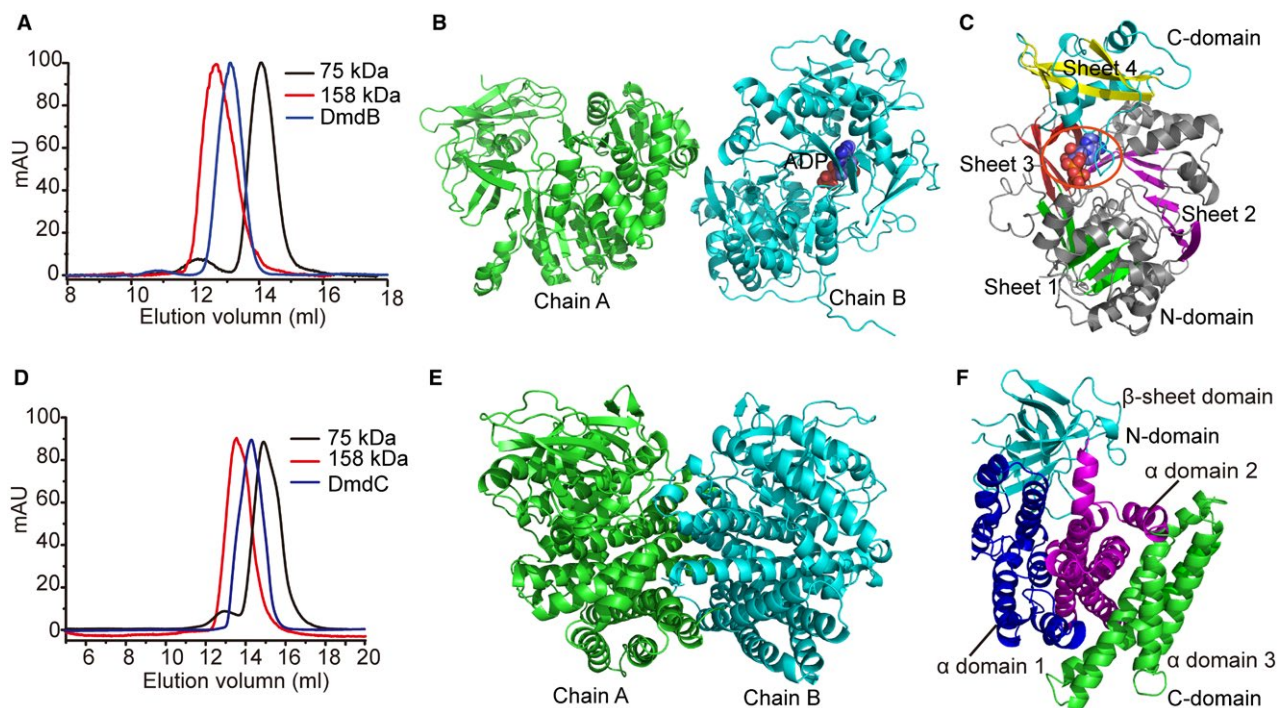 A
mAU
100
80
60
40
20
0
8
10
12
14
16
18
Elution volumn (ml)
75 kDa
158 kDa
DmdB
B
ADP
Chain A
Chain B
C
C-domain
Sheet 4
Sheet 3
Sheet 2
Sheet 1
N-domain
D
mAU
100
80
60
40
20
0
6
8
10
12
14
16
18
20
Elution volumn (ml)
75 kDa
158 kDa
DmdC
E
Chain A
Chain B
F
β-sheet domain
N-domain
α domain 2
α domain 1
α domain 3
C-domain